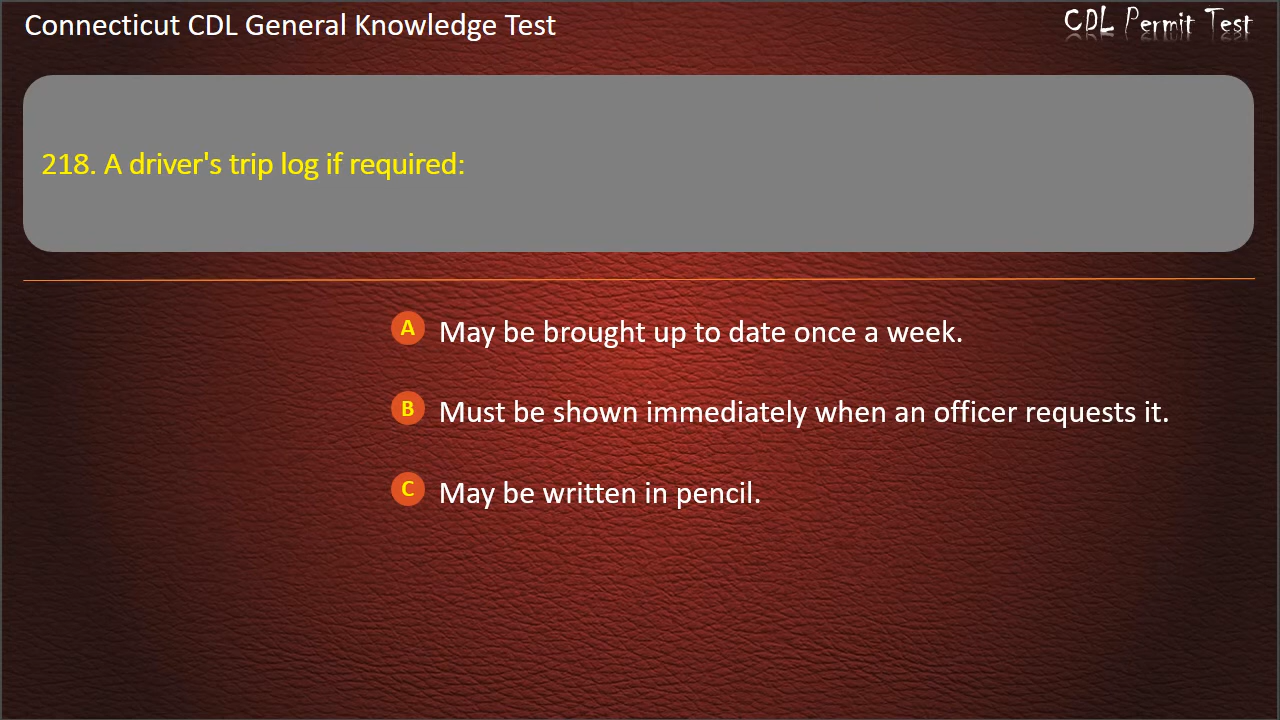 Connecticut CDL General Knowledge Test
CDL Permit Test
218. A driver's trip log if required:
A May be brought up to date once a week.
B Must be shown immediately when an officer requests it.
C May be written in pencil.